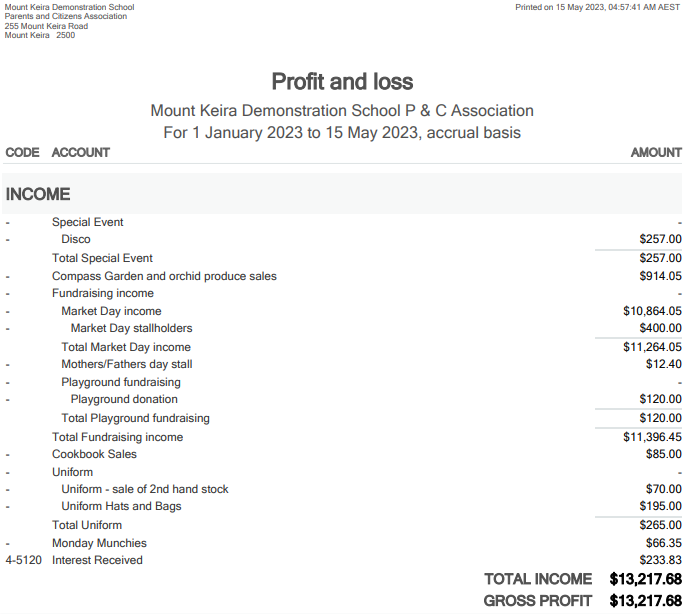 Mount Keira Demonstration School
Printed on 15 May 2023, 04:57:41 AM AEST
Parents and Citizens Association
255 Mount Keira Road
Mount Keira 2500
Profit and loss
Mount Keira Demonstration School P & C Association
For 1 January 2023 to 15 May 2023, accrual basis
CODE ACCOUNT AMOUNT
INCOME
- Special Event -
- Disco $257.00
Total Special Event $257.00
- Compass Garden and orchid produce sales $914.05
- Fundraising income -
- Market Day income $10,864.05
- Market Day stallholders $400.00
Total Market Day income $11,264.05
- Mothers/Fathers day stall $12.40
- Playground fundraising -
- Playground donation $120.00
Total Playground fundraising $120.00
Total Fundraising income $11,396.45
- Cookbook Sales $85.00
- Uniform -
- Uniform - sale of 2nd hand stock $70.00
- Uniform Hats and Bags $195.00
Total Uniform $265.00
- Monday Munchies $66.35
4-5120 Interest Received $233.83
TOTAL INCOME $13,217.68
GROSS PROFIT $13,217.68